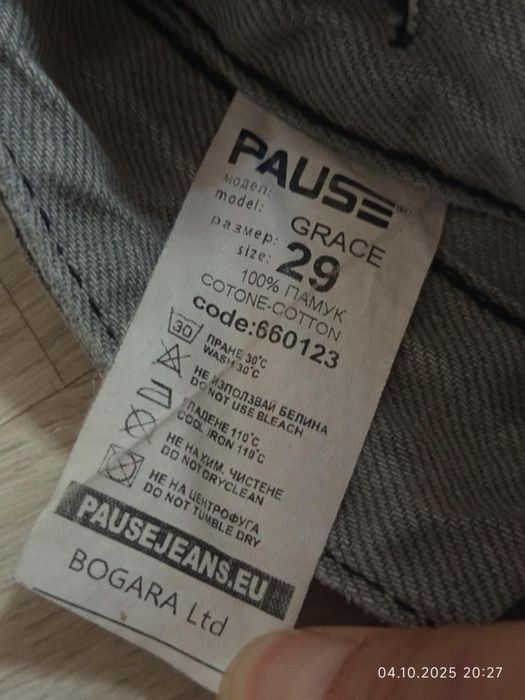 PAUSE
модел:
model: GRACE
размер:
size: 29
100% ПАМУК
COTONE-COTTON
code:660123
30
ПРАНЕ 30°C
WASH 30°C
НЕ ИЗПОЛЗВАЙ БЕЛИНА
DO NOT USE BLEACH
ГЛАДЕНЕ 110°C
COOL IRON 110°C
НЕ НА ХИМ. ЧИСТЕНЕ
DO NOT DRYCLEAN
НЕ НА ЦЕНТРОФУГА
DO NOT TUMBLE DRY
PAUSEJEANS.EU
BOGARA Ltd
04.10.2025 20:27